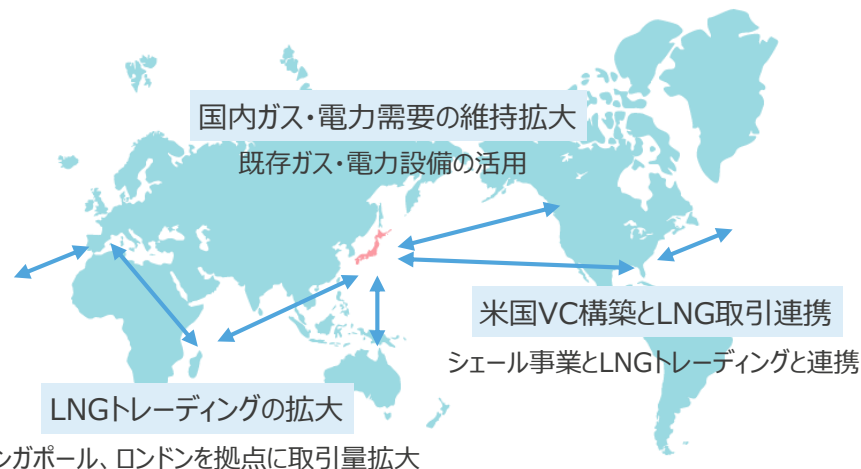 国内ガス・電力需要の維持拡大
既存ガス・電力設備の活用
米国VC構築とLNG取引連携
シェール事業とLNGトレーディングと連携
LNGトレーディングの拡大
ンガポール、ロンドンを拠点に取引量拡大